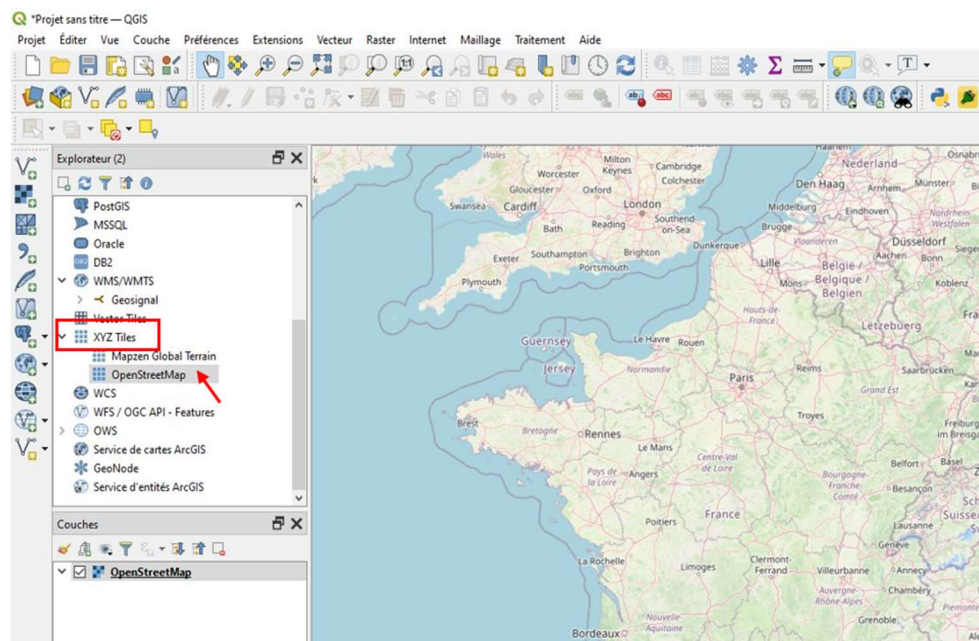 *Projet sans titre — QGIS
Projet Éditer Vue Couche Préférences Extensions Vecteur Raster Internet Maillage Traitement Aide
Explorateur (2)
PostGIS
MSSQL
Oracle
DB2
WMS/WMTS
Geosignal
Vector Tiles
XYZ Tiles
Mapzen Global Terrain
OpenStreetMap
WCS
WFS / OGC API - Features
OWS
Service de cartes ArcGIS
GeoNode
Service d'entités ArcGIS
Couches
OpenStreetMap
Wales
Worcester
Milton Keynes
Cambridge
Colchester
Gloucester
Oxford
Swansea
Cardiff
London
Southend-on-Sea
Bath
Reading
Exeter
Southampton
Brighton
Portsmouth
Plymouth
Haarlem
Nederland
Den Haag
Arnhem
Münster
Middelburg
Eindhoven
Nordrhein-Westfalen
Brugge
Vlaanderen
Düsseldorf
Dunkerque
Lille
België / Belgique / Belgien
Aachen
Bonn
Mons
Koblenz
Hauts-de-France
Lëtzebuerg
Guernsey
Le Havre
Rouen
Jersey
Normandie
Paris
Reims
Saarbrücken
Grand Est
Brest
Bretagne
Rennes
Le Mans
Troyes
Freiburg im Breisgau
Centre-Val de Loire
Pays de la Loire
Angers
Bourgogne-Franche-Comté
Belfort
Basel
Besançon
Poitiers
France
Lausanne
Genève
La Rochelle
Limoges
Clermont-Ferrand
Villeurbanne
Annecy
Auvergne-Rhône-Alpes
Chambéry
Nouvelle-Aquitaine
Grenoble
Piemonte
Bordeaux